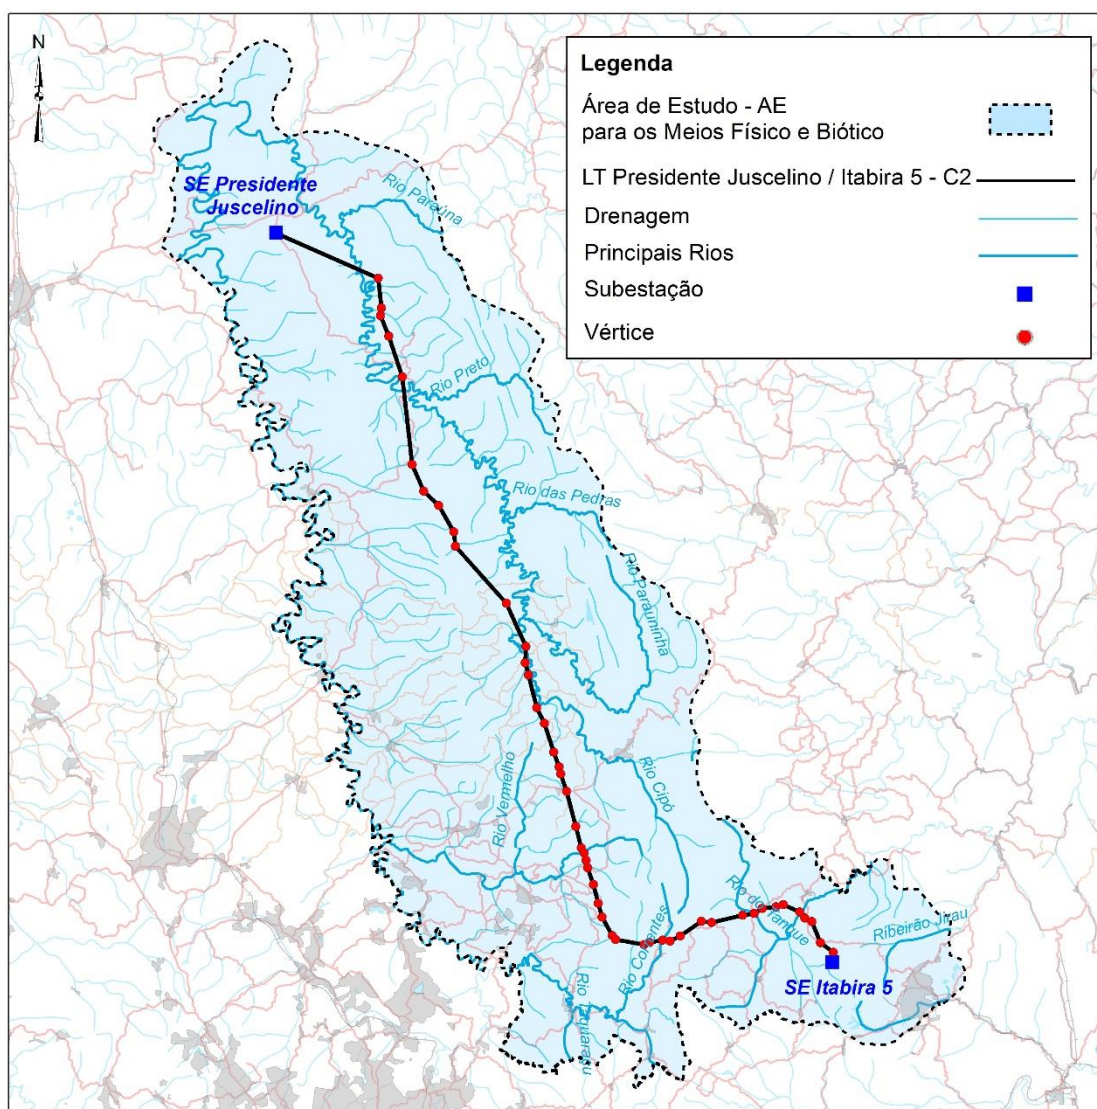 N
Legenda
Área de Estudo - AE
para os Meios Físico e Biótico
LT Presidente Juscelino / Itabira 5 - C2
Drenagem
Principais Rios
Subestação
Vértice
SE Presidente
Juscelino
Rio Paraúna
Rio Preto
Rio das Pedras
Rio Parauninha
Rio Cipó
Rio Vermelho
Rio do Tanque
Ribeirão Jirau
Rio Correntes
SE Itabira 5
Rio Taquaraçu